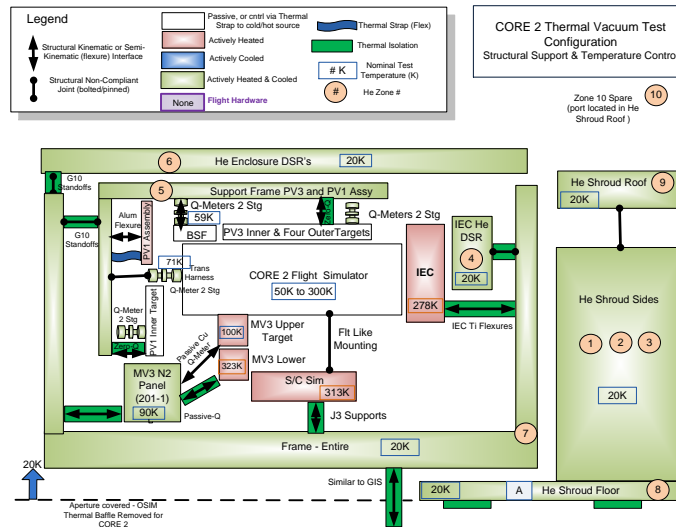 Legend
Structural Kinematic or Semi-
Kinematic (flexure) Interface
Structural Non-Compliant
Joint (bolted/pinned)
Passive, or cntrl via Thermal
Strap to cold/hot source
Actively Heated
Actively Cooled
Actively Heated & Cooled
None
Flight Hardware
Thermal Strap (Flex)
Thermal Isolation
# K
Nominal Test
Temperature (K)
#
He Zone #
CORE 2 Thermal Vacuum Test
Configuration
Structural Support & Temperature Contro
Zone 10 Spare
(port located in He
Shroud Roof )
10
6
He Enclosure DSR's
20K
G10
Standoffs
5
Support Frame PV3 and PV1 Assy
9
He Shroud Roof
20K
Alum
Flexure
PV1 Assembly
Q-Meters 2 Stg
59K
Zero-Q
BSF
PV3 Inner & Four OuterTargets
Q-Meters 2 Stg
G10
Standoffs
IEC
278K
IEC He
DSR
4
20K
71K
Trans
Harness
Q-Meter 2 Stg
CORE 2 Flight Simulator
50K to 300K
Q-Meter
2 Stg
Zero-Q
PV1 Inner Target
IEC Ti Flexures
He Shroud Sides
1
2
3
20K
Passive Cu
Q-Meter
100K
MV3 Upper
Target
Flt Like
Mounting
323K
MV3 Lower
MV3 N2
Panel
(201-1)
90K
S/C Sim
313K
Passive-Q
J3 Supports
7
Frame - Entire
20K
20K
Similar to GIS
20K
A
He Shroud Floor
8
Aperture covered - OSIM
Thermal Baffle Removed for
CORE 2